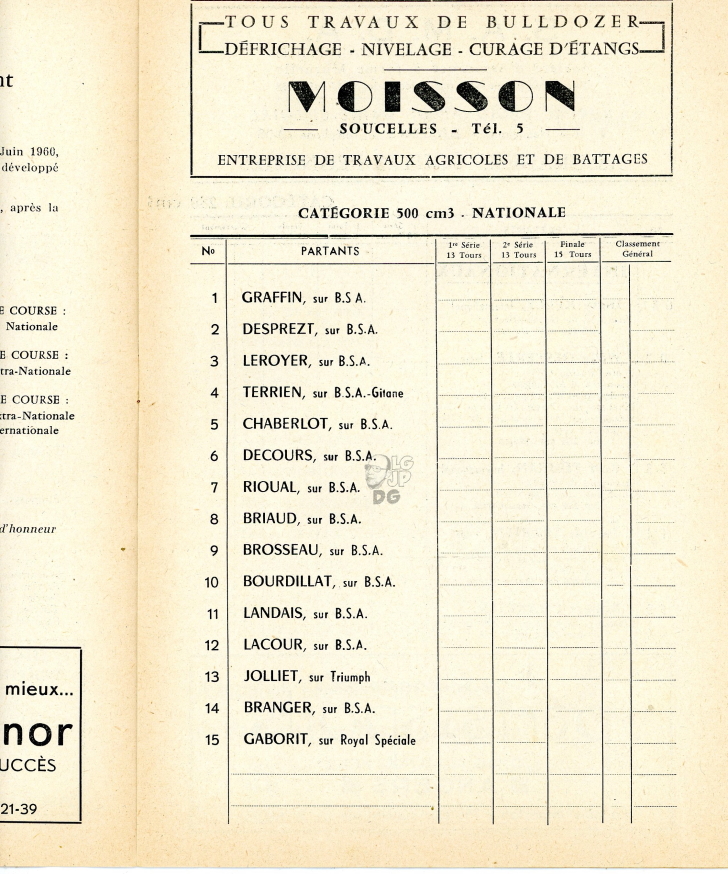 nt
Juin 1960,
développé
, après la
E COURSE :
Nationale
E COURSE :
tra-Nationale
E COURSE :
xtra-Nationale
ernationale
d'honneur
mieux...
nor
UCCÈS
21-39
TOUS TRAVAUX DE BULLDOZER
DÉFRICHAGE - NIVELAGE - CURAGE D'ÉTANGS
MOISSON
SOUCELLES - Tél. 5
ENTREPRISE DE TRAVAUX AGRICOLES ET DE BATTAGES
CATÉGORIE 500 cm3 - NATIONALE
No PARTANTS 1re Série 13 Tours 2e Série 13 Tours Finale 15 Tours Classement Général
1 GRAFFIN, sur B.S A.
2 DESPREZT, sur B.S.A.
3 LEROYER, sur B.S.A.
4 TERRIEN, sur B.S.A.-Gitane
5 CHABERLOT, sur B.S.A.
6 DECOURS, sur B.S.A.
7 RIOUAL, sur B.S.A.
8 BRIAUD, sur B.S.A.
9 BROSSEAU, sur B.S.A.
10 BOURDILLAT, sur B.S.A.
11 LANDAIS, sur B.S.A.
12 LACOUR, sur B.S.A.
13 JOLLIET, sur Triumph
14 BRANGER, sur B.S.A.
15 GABORIT, sur Royal Spéciale
LG
JP
DG